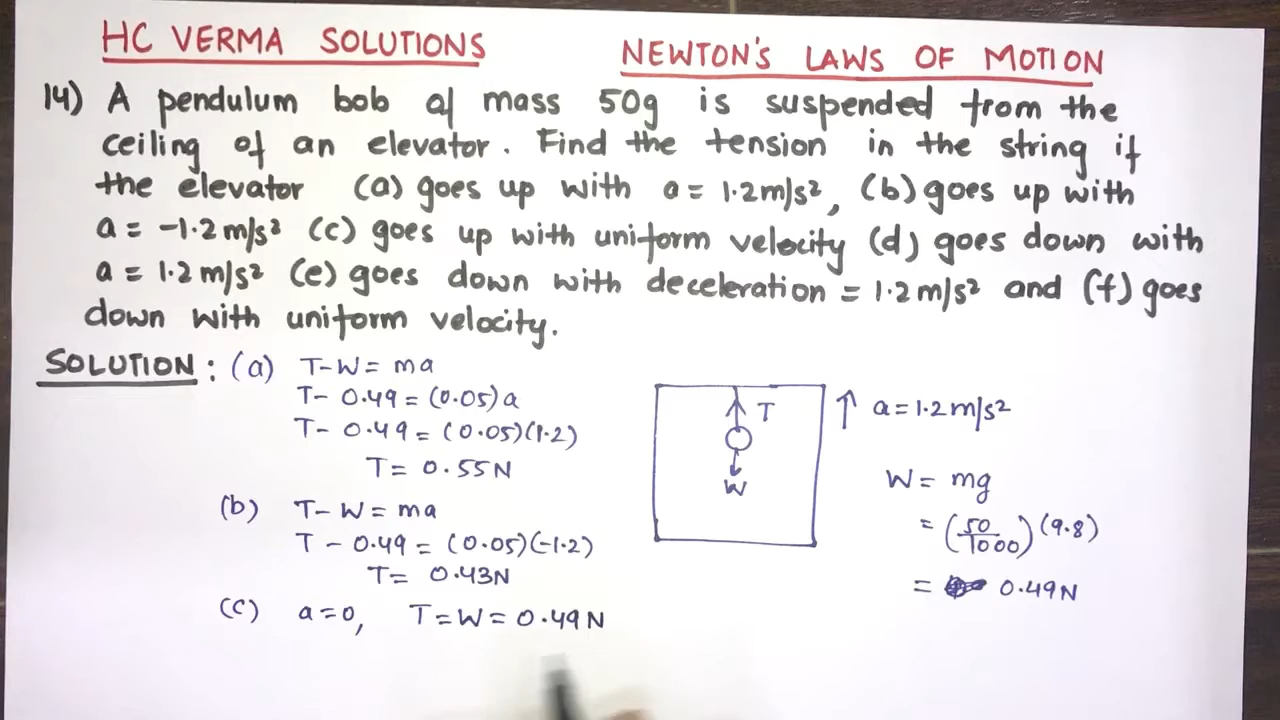 HC VERMA SOLUTIONS
NEWTON'S LAWS OF MOTION
14) A pendulum bob of mass 50g is suspended from the
ceiling of an elevator. Find the tension in the string if
the elevator (a) goes up with a = 1.2 m/s², (b) goes up with
a = -1.2 m/s² (c) goes up with uniform velocity (d) goes down with
a = 1.2 m/s² (e) goes down with deceleration = 1.2 m/s² and (f) goes
down with uniform velocity.
SOLUTION : (a) T-W = ma
T- 0.49 = (0.05)a
T- 0.49 = (0.05)(1.2)
T = 0.55N
(b) T- W = ma
T - 0.49 = (0.05)(-1.2)
T = 0.43N
(c) a=0, T=W= 0.49N
T
W
↑ a=1.2m/s²
W = mg
= (50/1000)(9.8)
= 0.49N